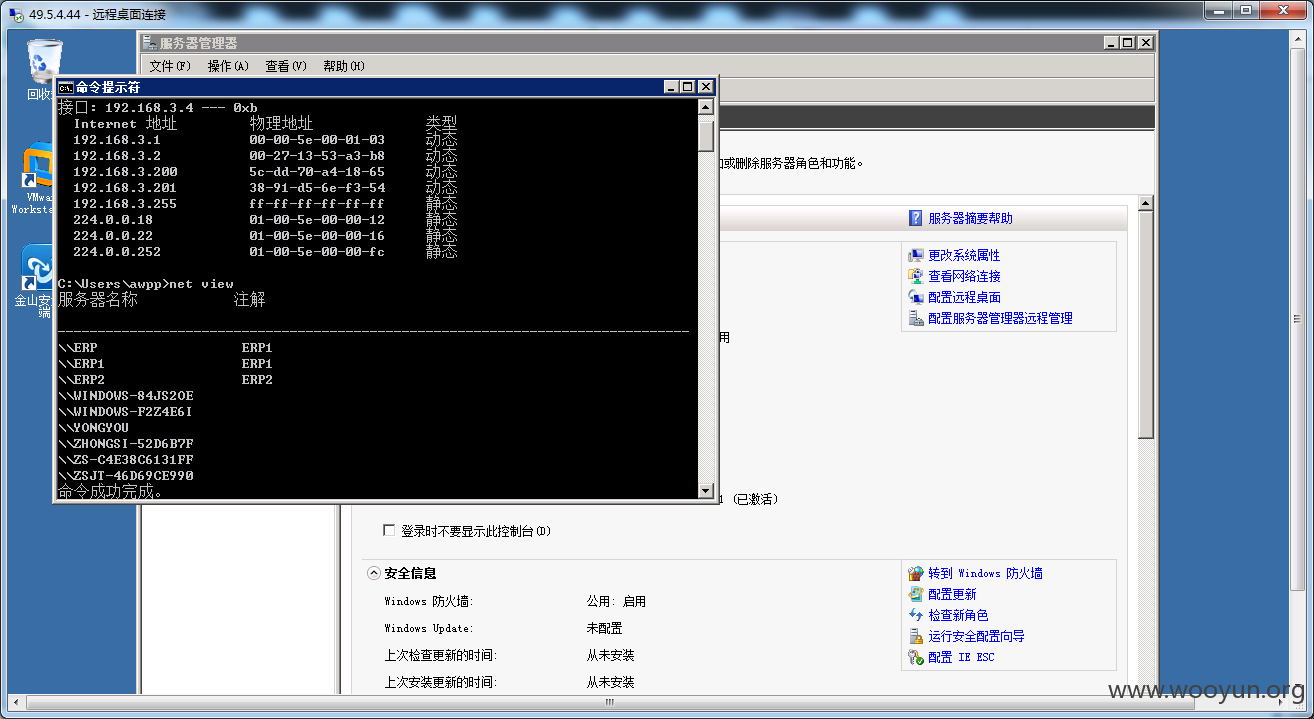 49.5.4.44 - 远程桌面连接
服务器管理器
文件(F) 操作(A) 查看(V) 帮助(H)
回收
VMwa
Workste
金山安
端
命令提示符
接口: 192.168.3.4 --- 0xb
Internet 地址 物理地址 类型
192.168.3.1 00-00-5e-00-01-03 动态
192.168.3.2 00-27-13-53-a3-b8 动态
192.168.3.200 5c-dd-70-a4-18-65 动态
192.168.3.201 38-91-d5-6e-f3-54 动态
192.168.3.255 ff-ff-ff-ff-ff-ff 静态
224.0.0.18 01-00-5e-00-00-12 静态
224.0.0.22 01-00-5e-00-00-16 静态
224.0.0.252 01-00-5e-00-00-fc 静态
C:\Users\awpp>net view
服务器名称 注解
-------------------------------------------------------------------------------
\\ERP ERP1
\\ERP1 ERP1
\\ERP2 ERP2
\\WINDOWS-84JS2OE
\\WINDOWS-F2Z4E6I
\\YONGYOU
\\ZHONGSI-52D6B7F
\\ZS-C4E38C6131FF
\\ZSJT-46D69CE990
命令成功完成。
或删除服务器角色和功能。
服务器摘要帮助
更改系统属性
查看网络连接
配置远程桌面
配置服务器管理器远程管理
用
1 (已激活)
登录时不要显示此控制台(D)
安全信息
Windows 防火墙: 公用: 启用
Windows Update: 未配置
上次检查更新的时间: 从未安装
上次安装更新的时间: 从未安装
转到 Windows 防火墙
配置更新
检查新角色
运行安全配置向导
配置 IE ESC
www.wooyun.org